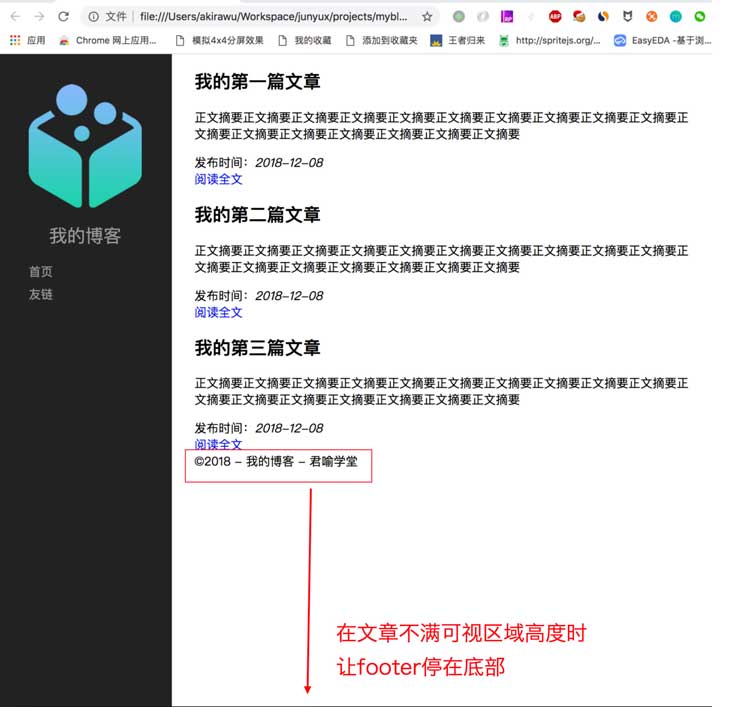 文件 file:///Users/akirawu/Workspace/junyux/projects/mybl...
应用 Chrome 网上应用... 模拟4x4分屏效果 我的收藏 添加到收藏夹 王者归来 http://spritejs.org/... EasyEDA -基于浏...
我的博客
首页
友链
我的第一篇文章
正文摘要正文摘要正文摘要正文摘要正文摘要正文摘要正文摘要正文摘要正文摘要正文摘要正
文摘要正文摘要正文摘要正文摘要正文摘要正文摘要正文摘要
发布时间：2018-12-08
阅读全文
我的第二篇文章
正文摘要正文摘要正文摘要正文摘要正文摘要正文摘要正文摘要正文摘要正文摘要正文摘要正
文摘要正文摘要正文摘要正文摘要正文摘要正文摘要正文摘要
发布时间：2018-12-08
阅读全文
我的第三篇文章
正文摘要正文摘要正文摘要正文摘要正文摘要正文摘要正文摘要正文摘要正文摘要正文摘要正
文摘要正文摘要正文摘要正文摘要正文摘要正文摘要正文摘要
发布时间：2018-12-08
阅读全文
©2018 - 我的博客 - 君喻学堂
在文章不满可视区域高度时
让footer停在底部